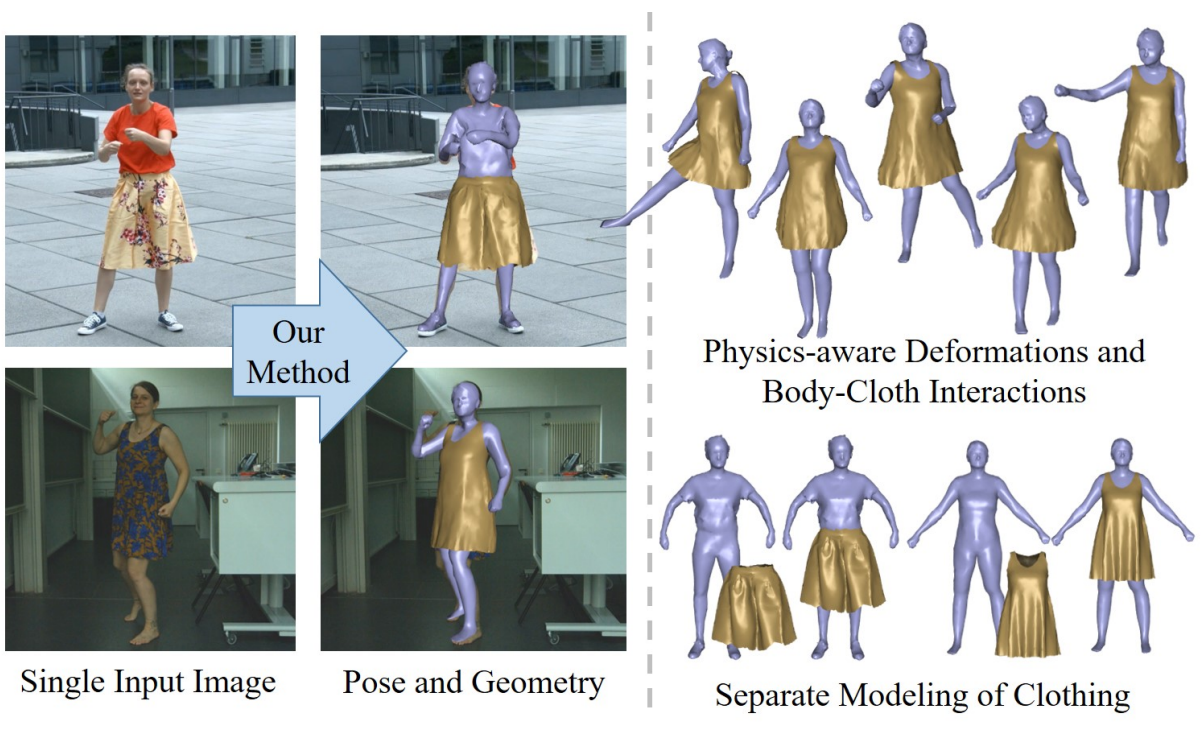 Our
Method
Single Input Image
Pose and Geometry
Physics-aware Deformations and
Body-Cloth Interactions
Separate Modeling of Clothing